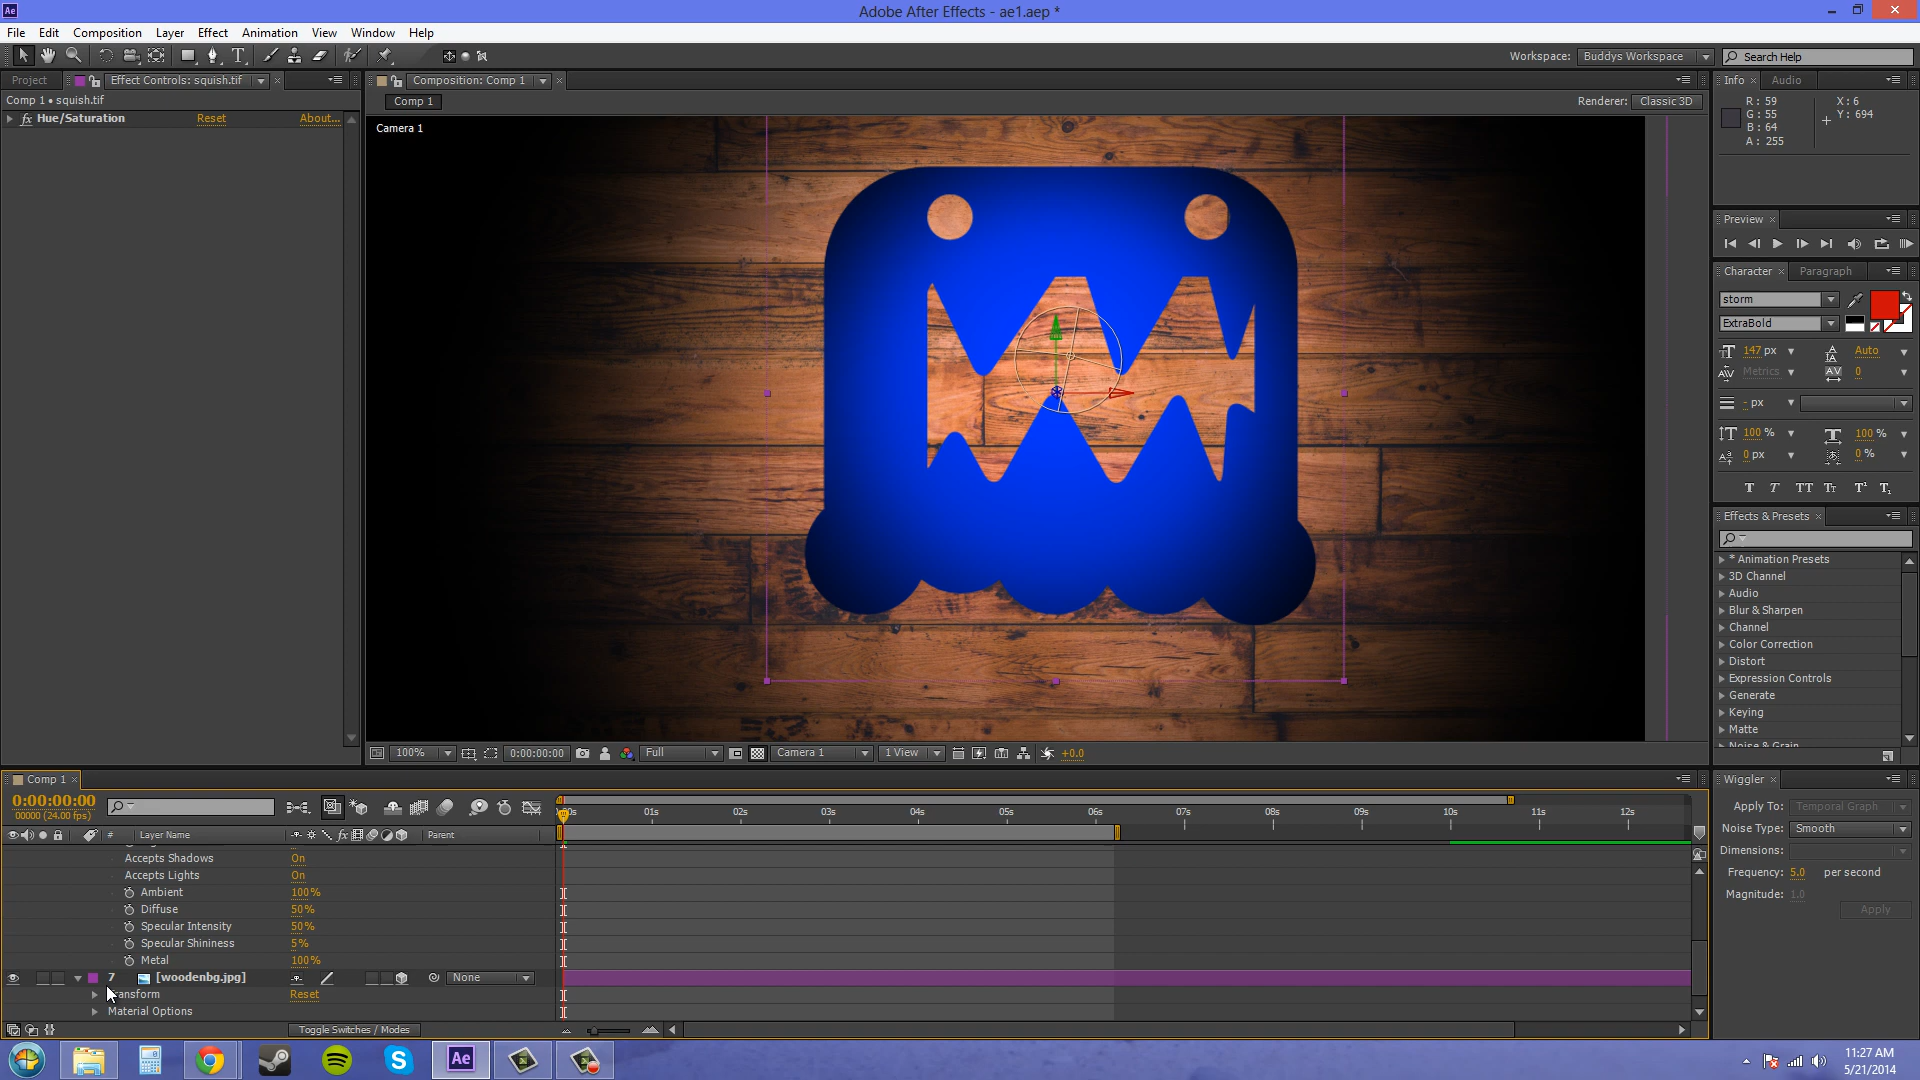 Ae
Adobe After Effects - ae1.aep *
File Edit Composition Layer Effect Animation View Window Help
Workspace: Buddys Workspace Search Help
Project Effect Controls: squish.tif
Comp 1 • squish.tif
fx Hue/Saturation Reset About...
Composition: Comp 1
Comp 1
Renderer: Classic 3D
Camera 1
Info Audio
R: 59 X: 6
G: 55 Y: 694
B: 64
A: 255
Preview
Character Paragraph
storm
ExtraBold
147 px Auto
Metrics 0
- px
100 % 100 %
0 px 0 %
T T TT Tt T¹ T₁
Effects & Presets
* Animation Presets
3D Channel
Audio
Blur & Sharpen
Channel
Color Correction
Distort
Expression Controls
Generate
Keying
Matte
Noise & Grain
100% 0:00:00:00 Full Camera 1 1 View +0.0
Comp 1
0:00:00:00
00000 (24.00 fps)
# Layer Name Parent
01s 02s 03s 04s 05s 06s 07s 08s 09s 10s 11s 12s
Accepts Shadows On
Accepts Lights On
Ambient 100%
Diffuse 50%
Specular Intensity 50%
Specular Shininess 5%
Metal 100%
7 [woodenbg.jpg] None
Transform Reset
Material Options
Toggle Switches / Modes
Wiggler
Apply To: Temporal Graph
Noise Type: Smooth
Dimensions:
Frequency: 5.0 per second
Magnitude: 1.0
Apply
Ae
11:27 AM
5/21/2014